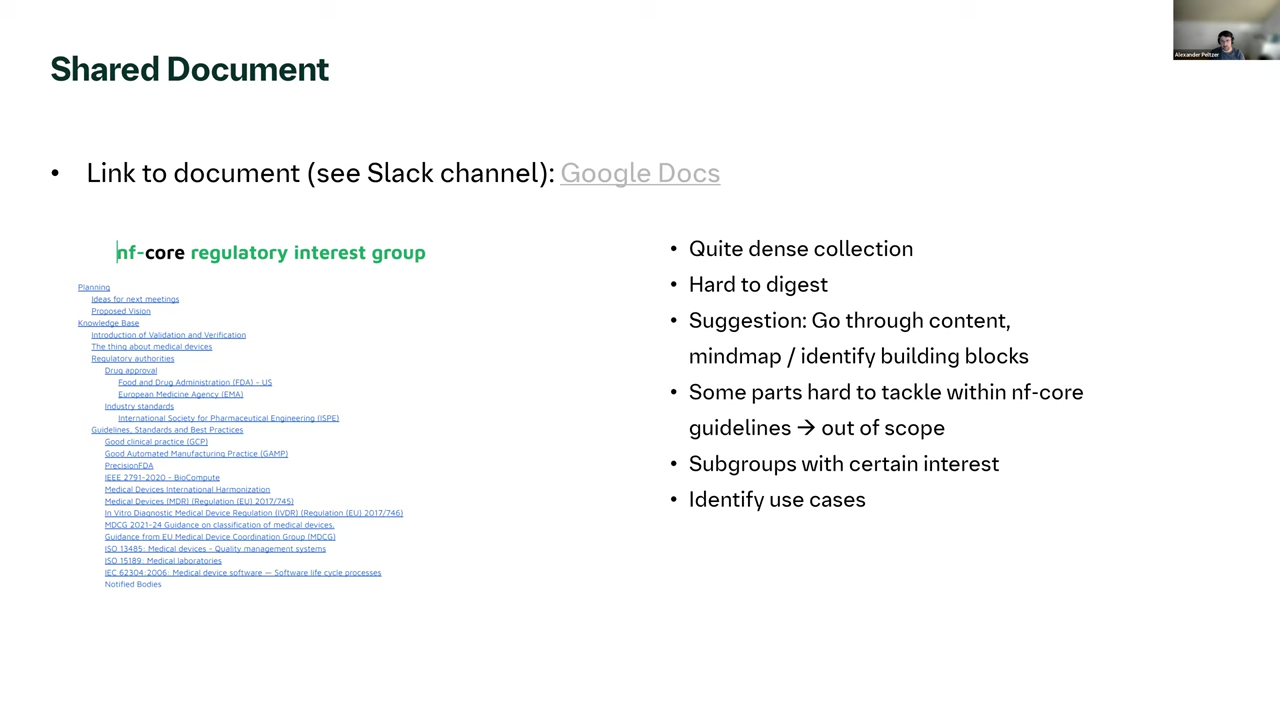 Alexander Peltzer
Shared Document
• Link to document (see Slack channel): Google Docs
nf-core regulatory interest group
Planning
Ideas for next meetings
Proposed Vision
Knowledge Base
Introduction of Validation and Verification
The thing about medical devices
Regulatory authorities
Drug approval
Food and Drug Administration (FDA) - US
European Medicine Agency (EMA)
Industry standards
International Society for Pharmaceutical Engineering (ISPE)
Guidelines, Standards and Best Practices
Good clinical practice (GCP)
Good Automated Manufacturing Practice (GAMP)
PrecisionFDA
IEEE 2791-2020 - BioCompute
Medical Devices International Harmonization
Medical Devices (MDR) (Regulation (EU) 2017/745)
In Vitro Diagnostic Medical Device Regulation (IVDR) (Regulation (EU) 2017/746)
MDCG 2021-24 Guidance on classification of medical devices.
Guidance from EU Medical Device Coordination Group (MDCG)
ISO 13485: Medical devices - Quality management systems
ISO 15189: Medical laboratories
IEC 62304:2006: Medical device software — Software life cycle processes
Notified Bodies
• Quite dense collection
• Hard to digest
• Suggestion: Go through content,
mindmap / identify building blocks
• Some parts hard to tackle within nf-core
guidelines → out of scope
• Subgroups with certain interest
• Identify use cases